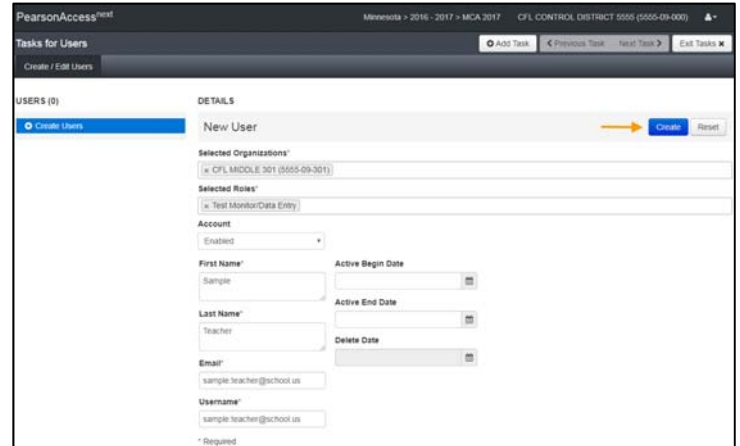 PearsonAccessnext Minnesota > 2016 - 2017 > MCA 2017 CFL CONTROL DISTRICT 5555 (5555-09-000)
Tasks for Users Add Task Previous Task Next Task Exit Tasks
Create / Edit Users
USERS (0) DETAILS
Create Users New User Create Reset
Selected Organizations*
× CFL MIDDLE 301 (5555-09-301)
Selected Roles*
× Test Monitor/Data Entry
Account
Enabled
First Name* Active Begin Date
Sample
Active End Date
Last Name*
Teacher
Delete Date
Email*
sample.teacher@school.us
Username*
sample.teacher@school.us
* Required